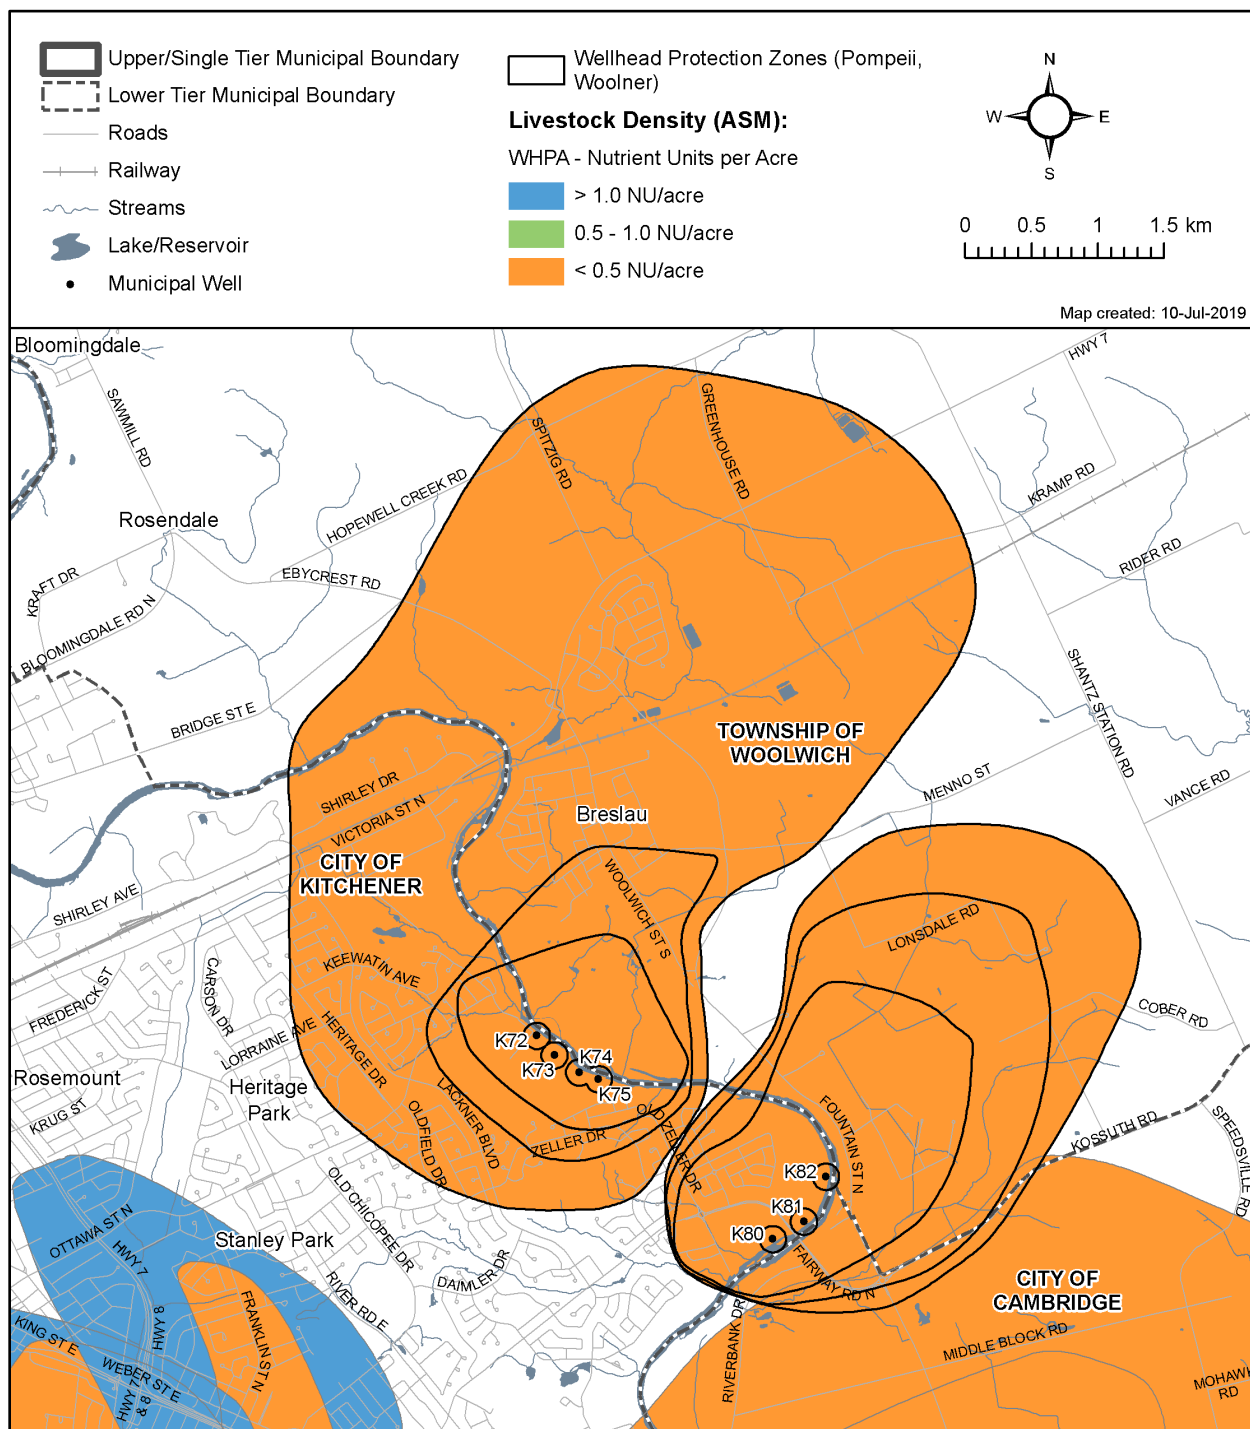 Upper/Single Tier Municipal Boundary
Lower Tier Municipal Boundary
Roads
Railway
Streams
Lake/Reservoir
Municipal Well
Wellhead Protection Zones (Pompeii,
Woolner)
Livestock Density (ASM):
WHPA - Nutrient Units per Acre
> 1.0 NU/acre
0.5 - 1.0 NU/acre
< 0.5 NU/acre
N
W E
S
0 0.5 1 1.5 km
Map created: 10-Jul-2019
Bloomingdale
HWY 7
SAWMILL RD
SPITZIG RD
GREENHOUSE RD
HOPEWELL CREEK RD
KRAMP RD
Rosendale
RIDER RD
KRAFT DR
EBYCREST RD
BLOOMINGDALE RD N
SHANTZ STATION RD
BRIDGE ST E
TOWNSHIP OF
WOOLWICH
MENNO ST
VANCE RD
SHIRLEY DR
VICTORIA ST N
Breslau
CITY OF
KITCHENER
SHIRLEY AVE
WOOLWICH ST S
LONSDALE RD
KEEWATIN AVE
FREDERICK ST
CARSON DR
COBER RD
LORRAINE AVE
HERITAGE DR
K72
K73
K74
K75
Rosemount
Heritage
Park
KRUG ST
LACKNER BLVD
OLDFIELD DR
ZELLER DR
OLD ZELLER DR
FOUNTAIN ST N
KOSSUTH RD
SPEEDSVILLE RD
K82
K81
K80
OLD CHICOPEE DR
OTTAWA ST N
HWY 7
Stanley Park
DAIMLER DR
FAIRWAY RD N
CITY OF
CAMBRIDGE
RIVER RD E
HWY 8
FRANKLIN ST N
KING ST E
WEBER ST E
HWY 7
& 8
RIVERBANK DR
MIDDLE BLOCK RD
MOHAWK
RD